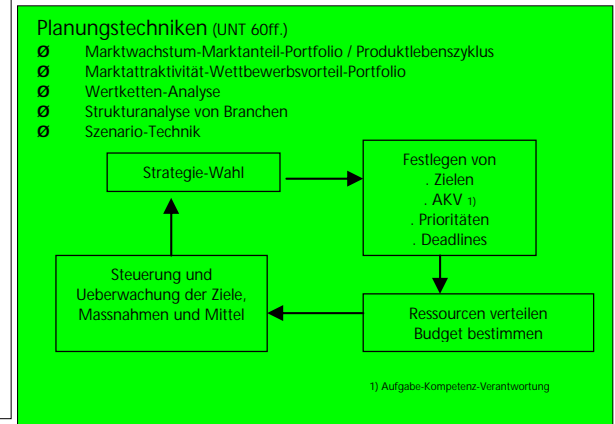 Planungstechniken (UNT 60ff.)
Ø Marktwachstum-Marktanteil-Portfolio / Produktlebenszyklus
Ø Marktattraktivität-Wettbewerbsvorteil-Portfolio
Ø Wertketten-Analyse
Ø Strukturanalyse von Branchen
Ø Szenario-Technik
Strategie-Wahl
Festlegen von
. Zielen
. AKV 1)
. Prioritäten
. Deadlines
Steuerung und
Ueberwachung der Ziele,
Massnahmen und Mittel
Ressourcen verteilen
Budget bestimmen
1) Aufgabe-Kompetenz-Verantwortung